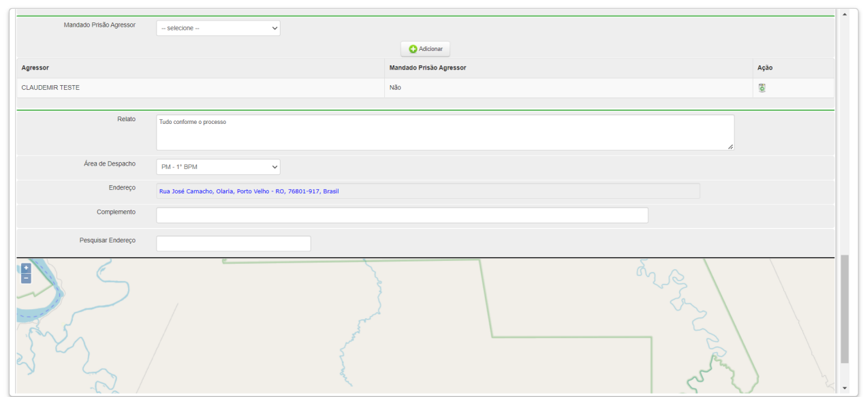 Mandado Prisão Agressor
-- selecione --
Adicionar
Agressor Mandado Prisão Agressor Ação
CLAUDEMIR TESTE Não
Relato
Tudo conforme o processo
Área de Despacho
PM - 1° BPM
Endereço
Rua José Camacho, Olaria, Porto Velho - RO, 76801-917, Brasil
Complemento
Pesquisar Endereço
+
−